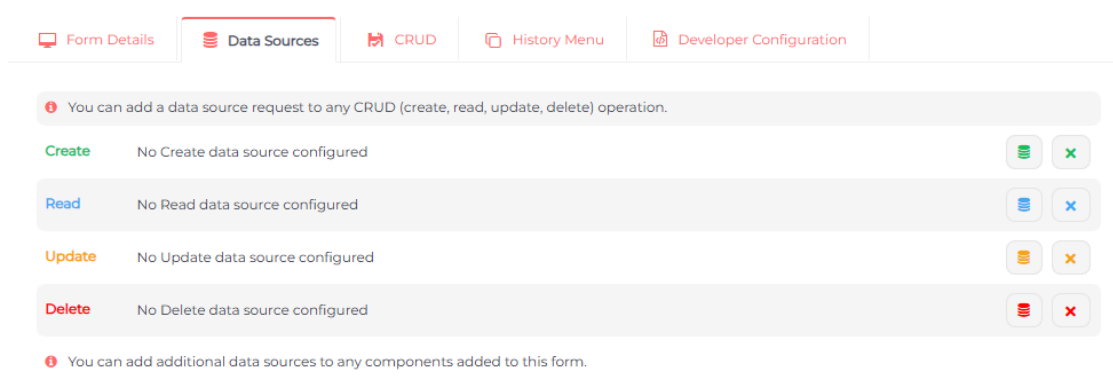 Form Details Data Sources CRUD History Menu Developer Configuration
You can add a data source request to any CRUD (create, read, update, delete) operation.
Create No Create data source configured
Read No Read data source configured
Update No Update data source configured
Delete No Delete data source configured
You can add additional data sources to any components added to this form.